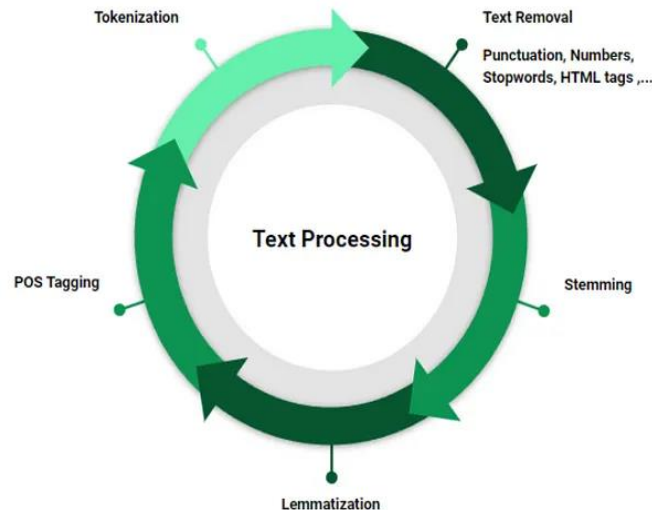 Tokenization
Text Removal
Punctuation, Numbers,
Stopwords, HTML tags ,...
Text Processing
POS Tagging
Stemming
Lemmatization